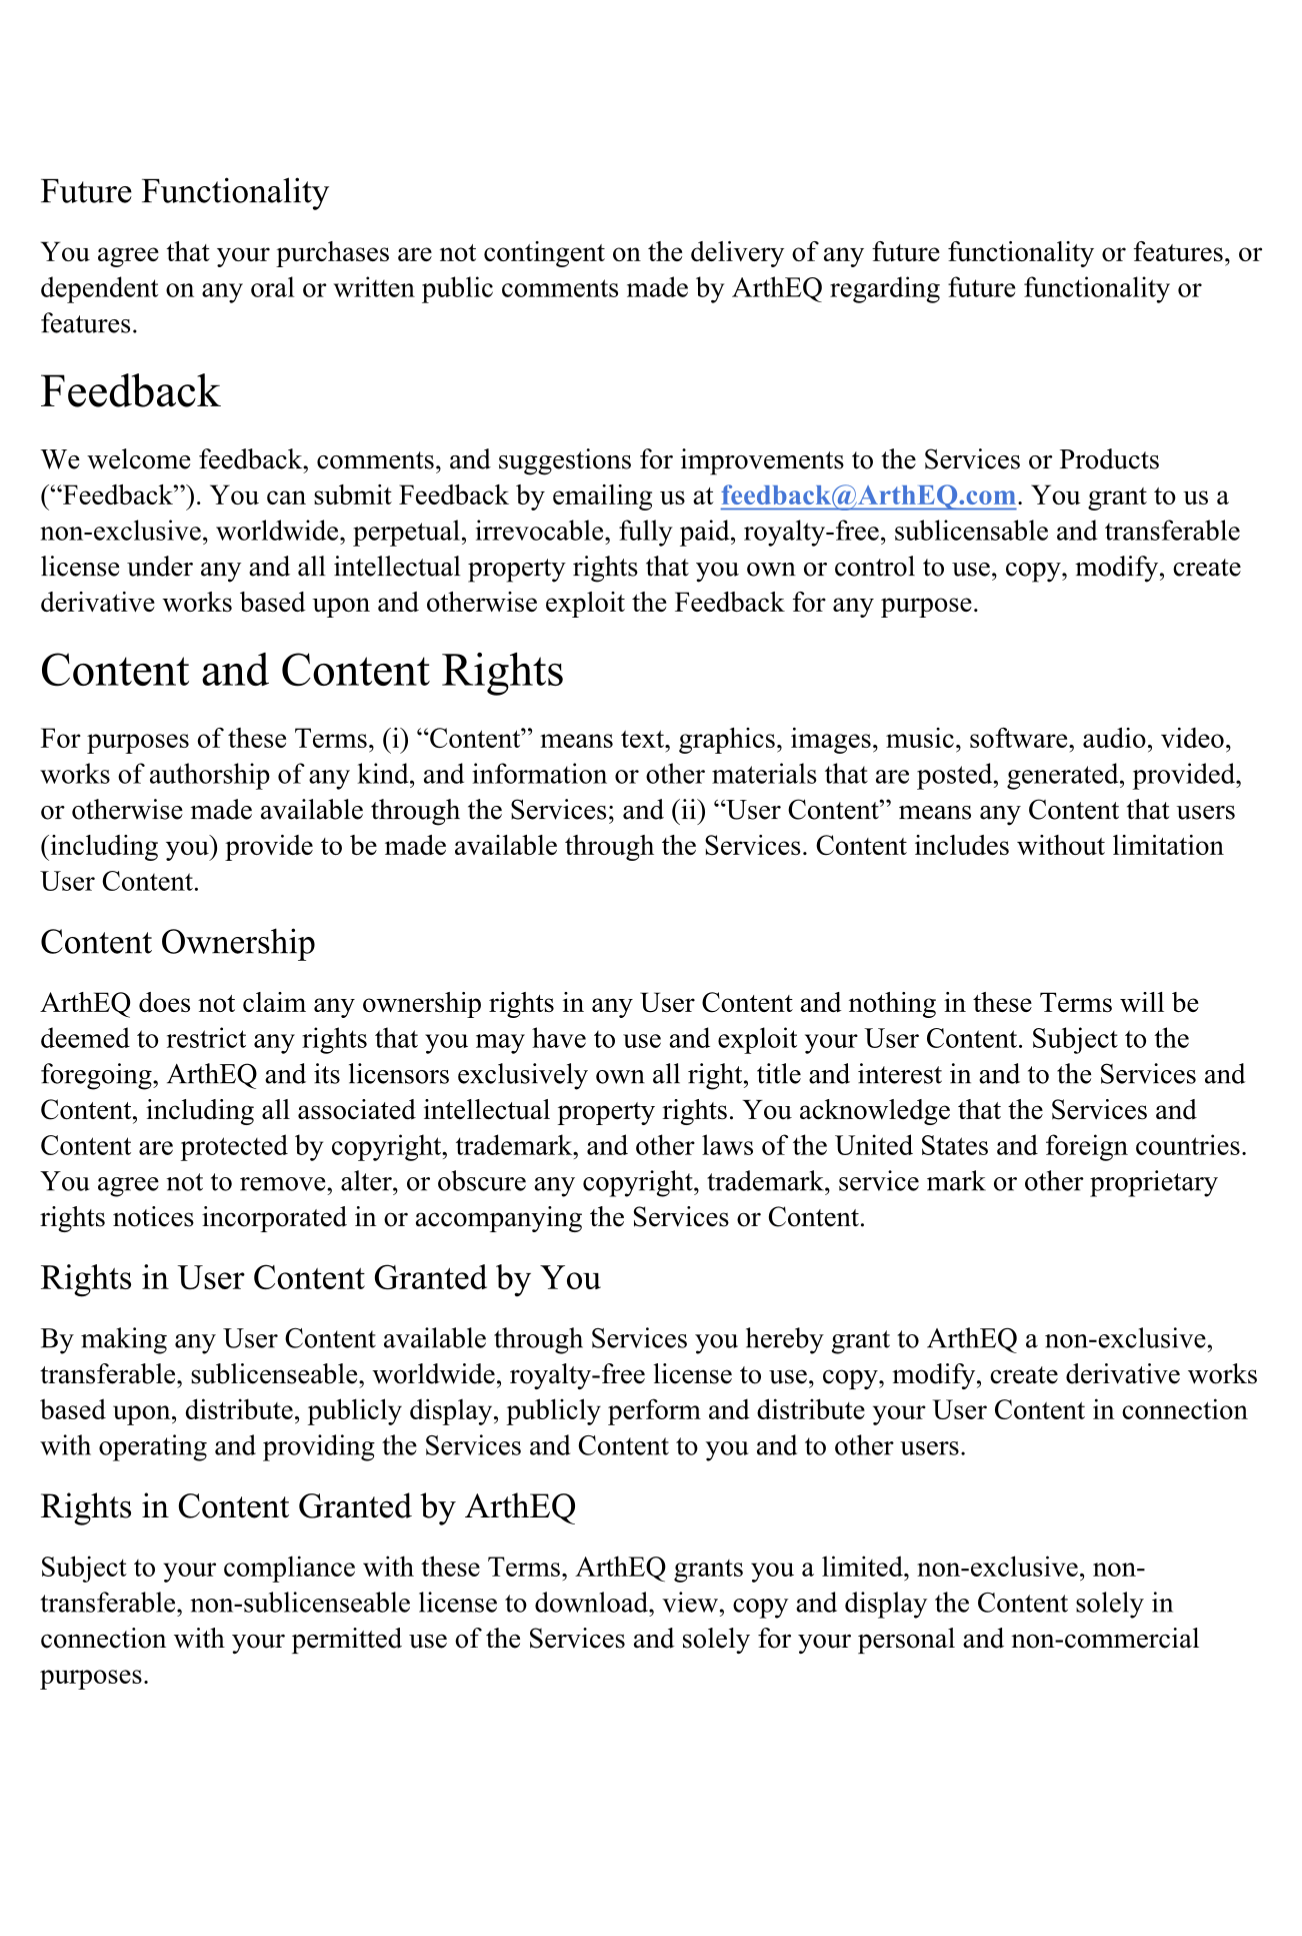 Future Functionality
You agree that your purchases are not contingent on the delivery of any future functionality or features, or
dependent on any oral or written public comments made by ArthEQ regarding future functionality or
features.
Feedback
We welcome feedback, comments, and suggestions for improvements to the Services or Products
(“Feedback”). You can submit Feedback by emailing us at feedback@ArthEQ.com. You grant to us a
non-exclusive, worldwide, perpetual, irrevocable, fully paid, royalty-free, sublicensable and transferable
license under any and all intellectual property rights that you own or control to use, copy, modify, create
derivative works based upon and otherwise exploit the Feedback for any purpose.
Content and Content Rights
For purposes of these Terms, (i) “Content” means text, graphics, images, music, software, audio, video,
works of authorship of any kind, and information or other materials that are posted, generated, provided,
or otherwise made available through the Services; and (ii) “User Content” means any Content that users
(including you) provide to be made available through the Services. Content includes without limitation
User Content.
Content Ownership
ArthEQ does not claim any ownership rights in any User Content and nothing in these Terms will be
deemed to restrict any rights that you may have to use and exploit your User Content. Subject to the
foregoing, ArthEQ and its licensors exclusively own all right, title and interest in and to the Services and
Content, including all associated intellectual property rights. You acknowledge that the Services and
Content are protected by copyright, trademark, and other laws of the United States and foreign countries.
You agree not to remove, alter, or obscure any copyright, trademark, service mark or other proprietary
rights notices incorporated in or accompanying the Services or Content.
Rights in User Content Granted by You
By making any User Content available through Services you hereby grant to ArthEQ a non-exclusive,
transferable, sublicenseable, worldwide, royalty-free license to use, copy, modify, create derivative works
based upon, distribute, publicly display, publicly perform and distribute your User Content in connection
with operating and providing the Services and Content to you and to other users.
Rights in Content Granted by ArthEQ
Subject to your compliance with these Terms, ArthEQ grants you a limited, non-exclusive, non-
transferable, non-sublicenseable license to download, view, copy and display the Content solely in
connection with your permitted use of the Services and solely for your personal and non-commercial
purposes.